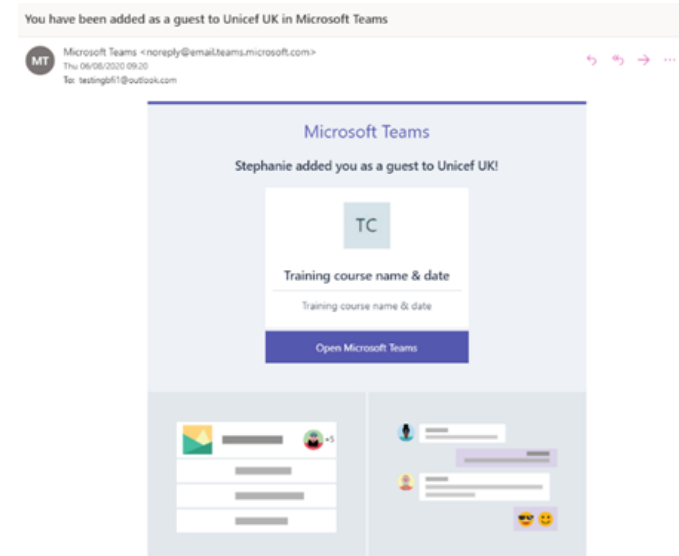 You have been added as a guest to Unicef UK in Microsoft Teams
MT
Microsoft Teams <noreply@email.teams.microsoft.com>
Thu 06/08/2020 09:20
To: testingbfi1@outlook.com
Microsoft Teams
Stephanie added you as a guest to Unicef UK!
TC
Training course name & date
Training course name & date
Open Microsoft Teams
+5